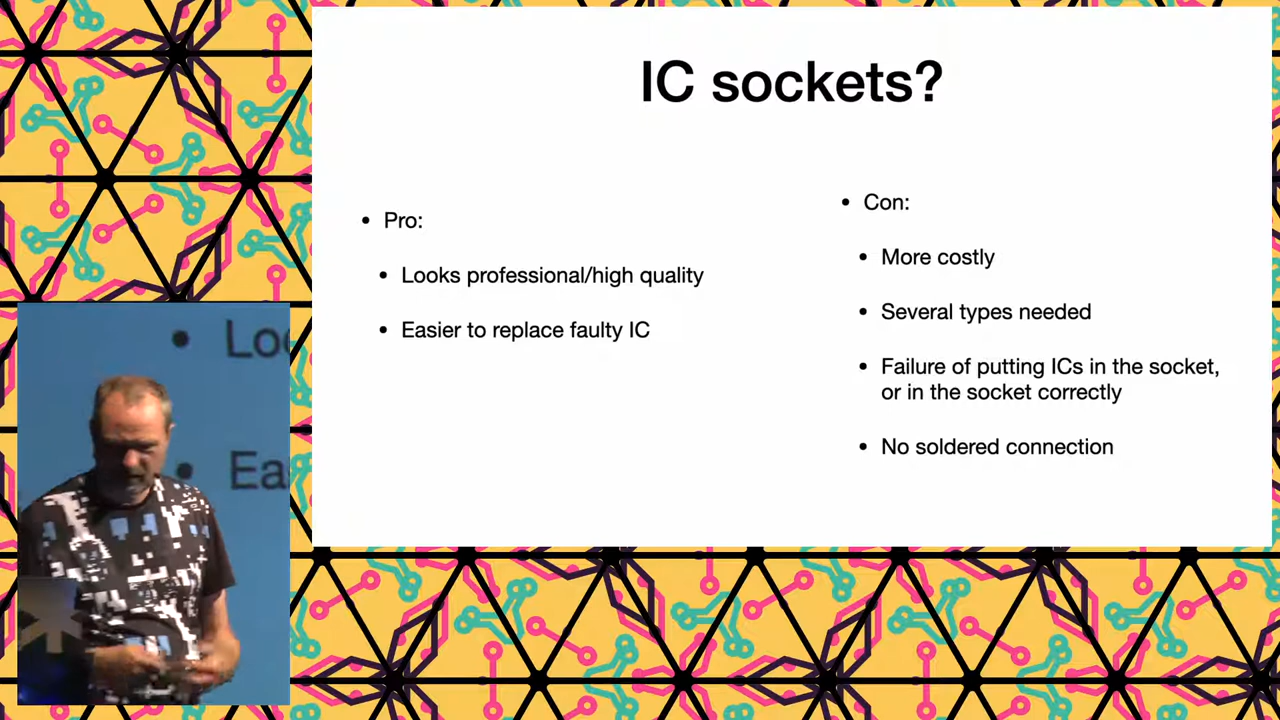 IC sockets?
• Pro:
• Looks professional/high quality
• Easier to replace faulty IC
• Con:
• More costly
• Several types needed
• Failure of putting ICs in the socket,
or in the socket correctly
• No soldered connection
• Loo
• Ea